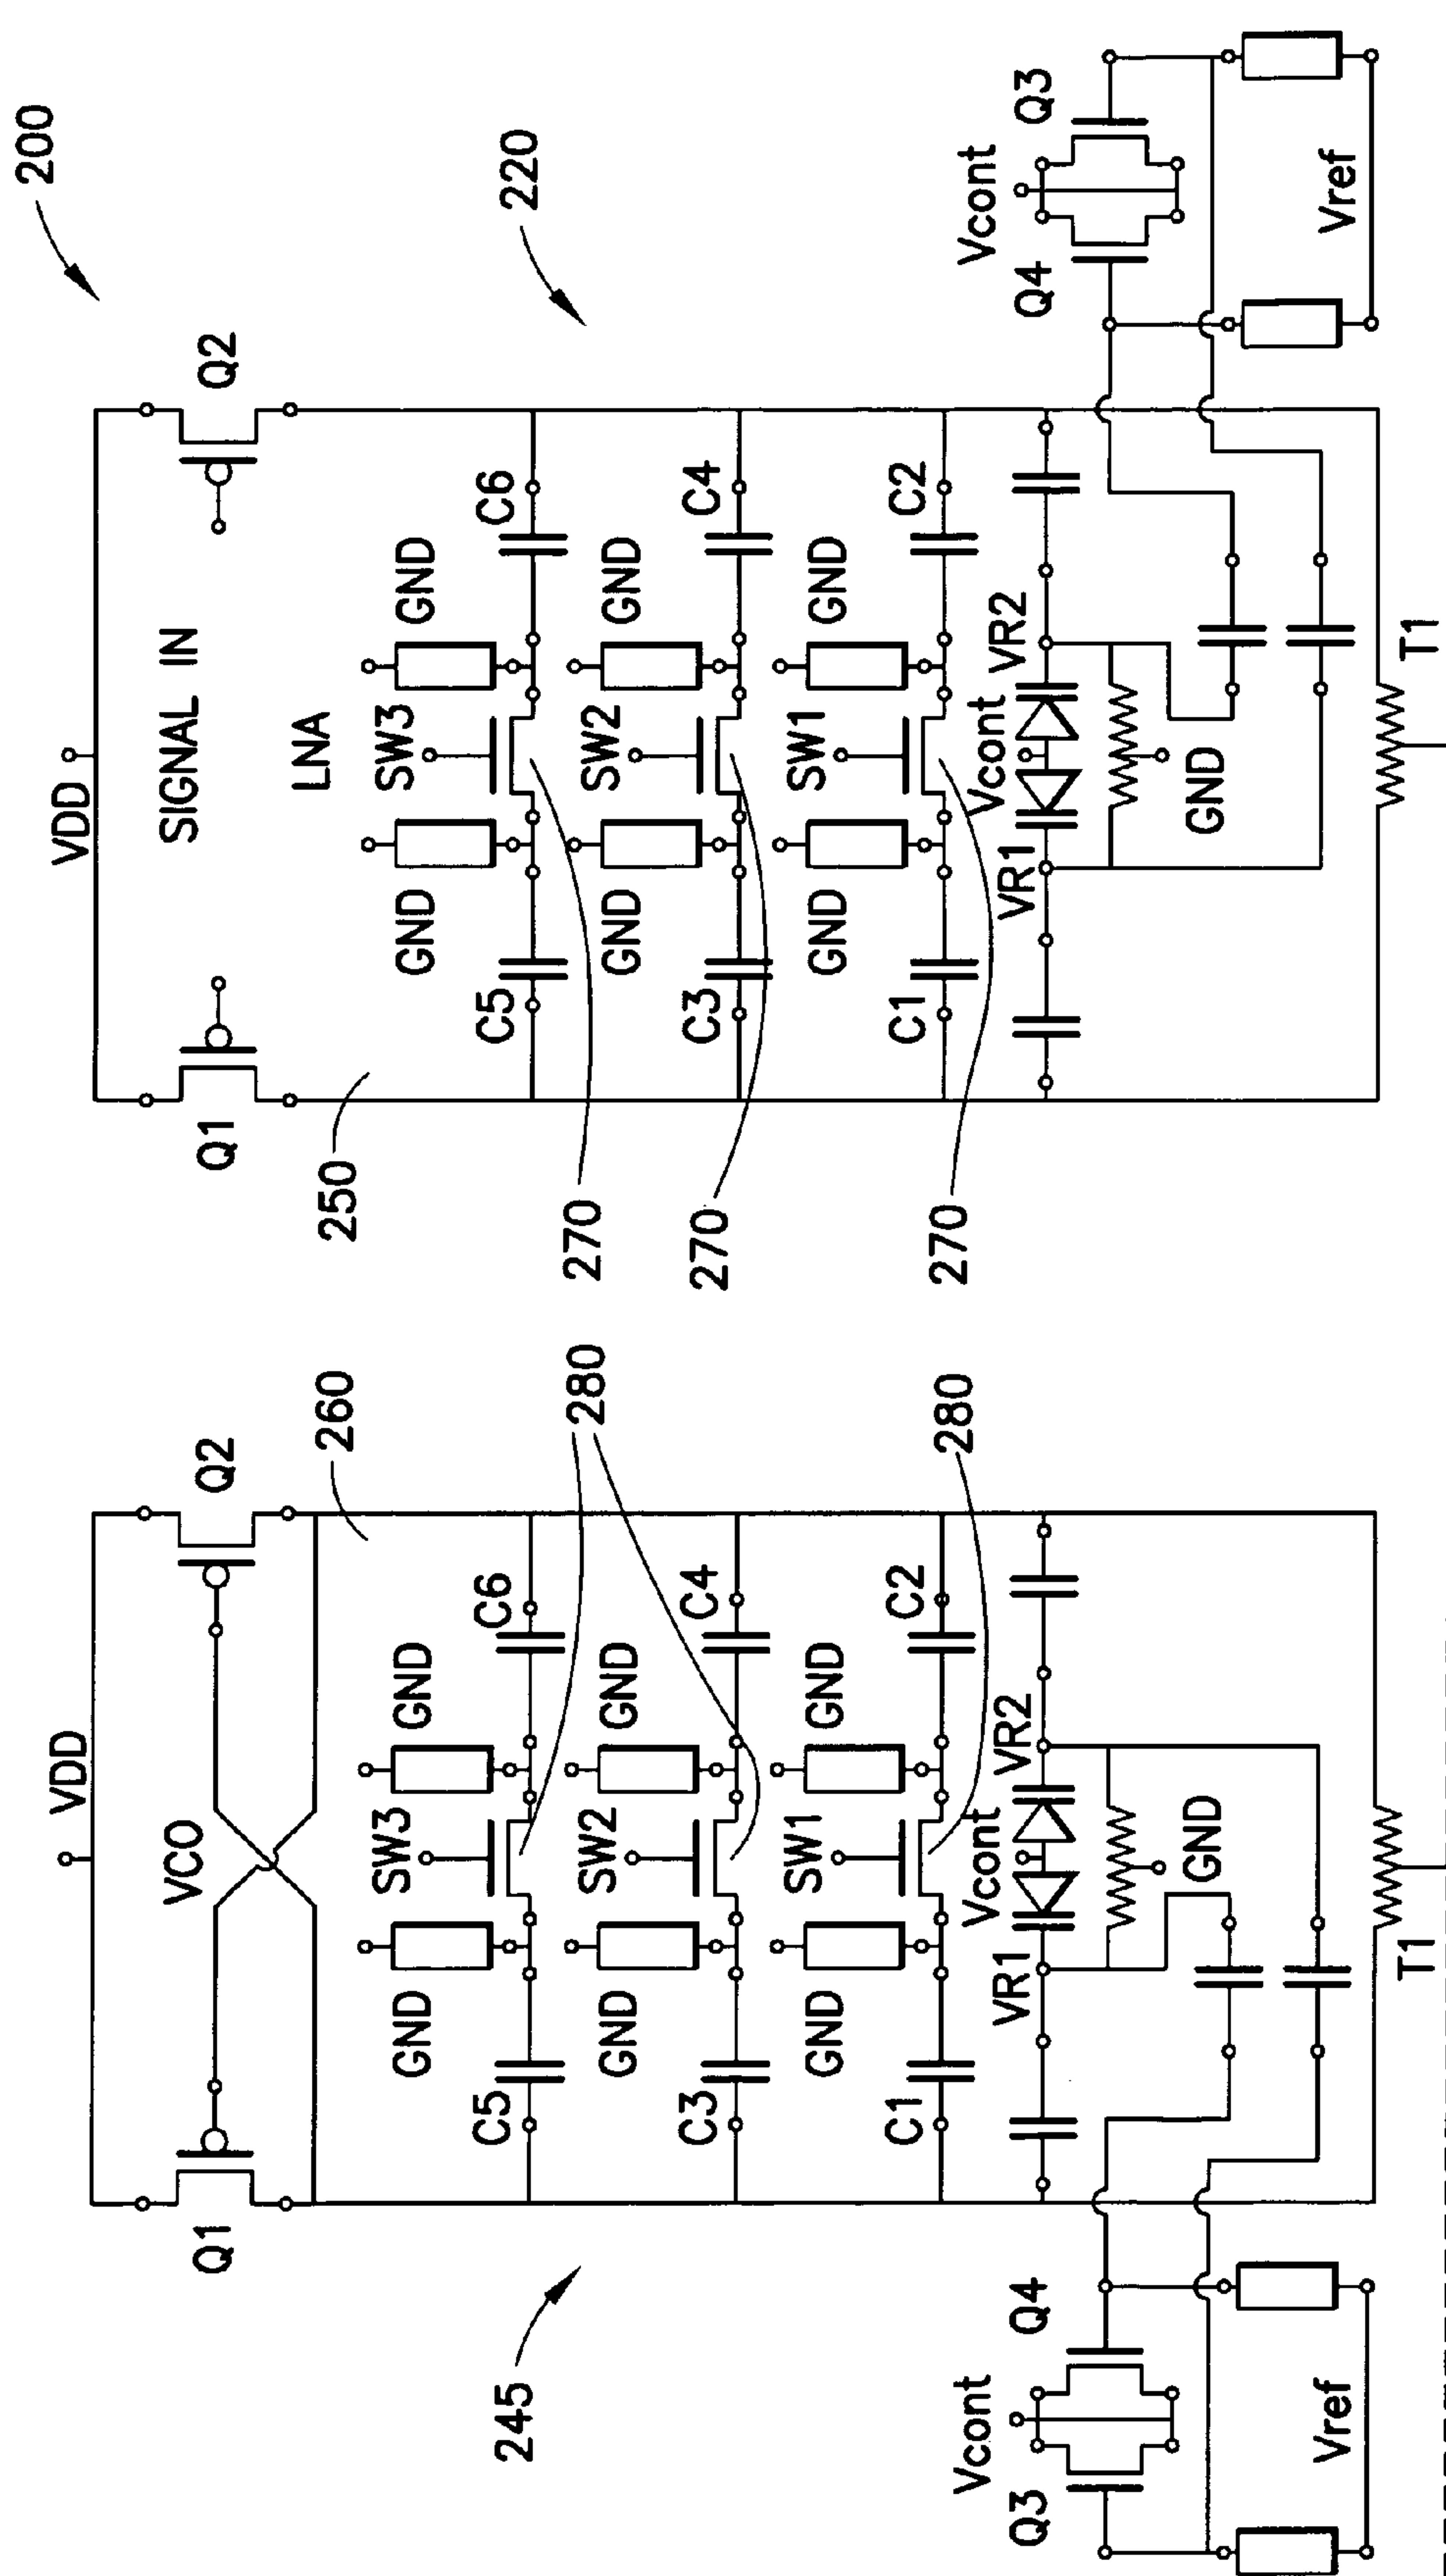 200
245
220
VDD
VDD
Q1
VCO
Q2
Q1
SIGNAL IN
Q2
260
250
LNA
GND
SW3
GND
GND
SW3
GND
C5
C6
C5
C6
280
270
GND
SW2
GND
GND
SW2
GND
C3
C4
C3
C4
270
GND
SW1
GND
GND
SW1
GND
C1
C2
C1
C2
280
270
Vcont
Vcont
Vcont
Vcont
Q3
Q4
VR1
VR2
VR1
VR2
Q4
Q3
GND
GND
Vref
Vref
T1
T1